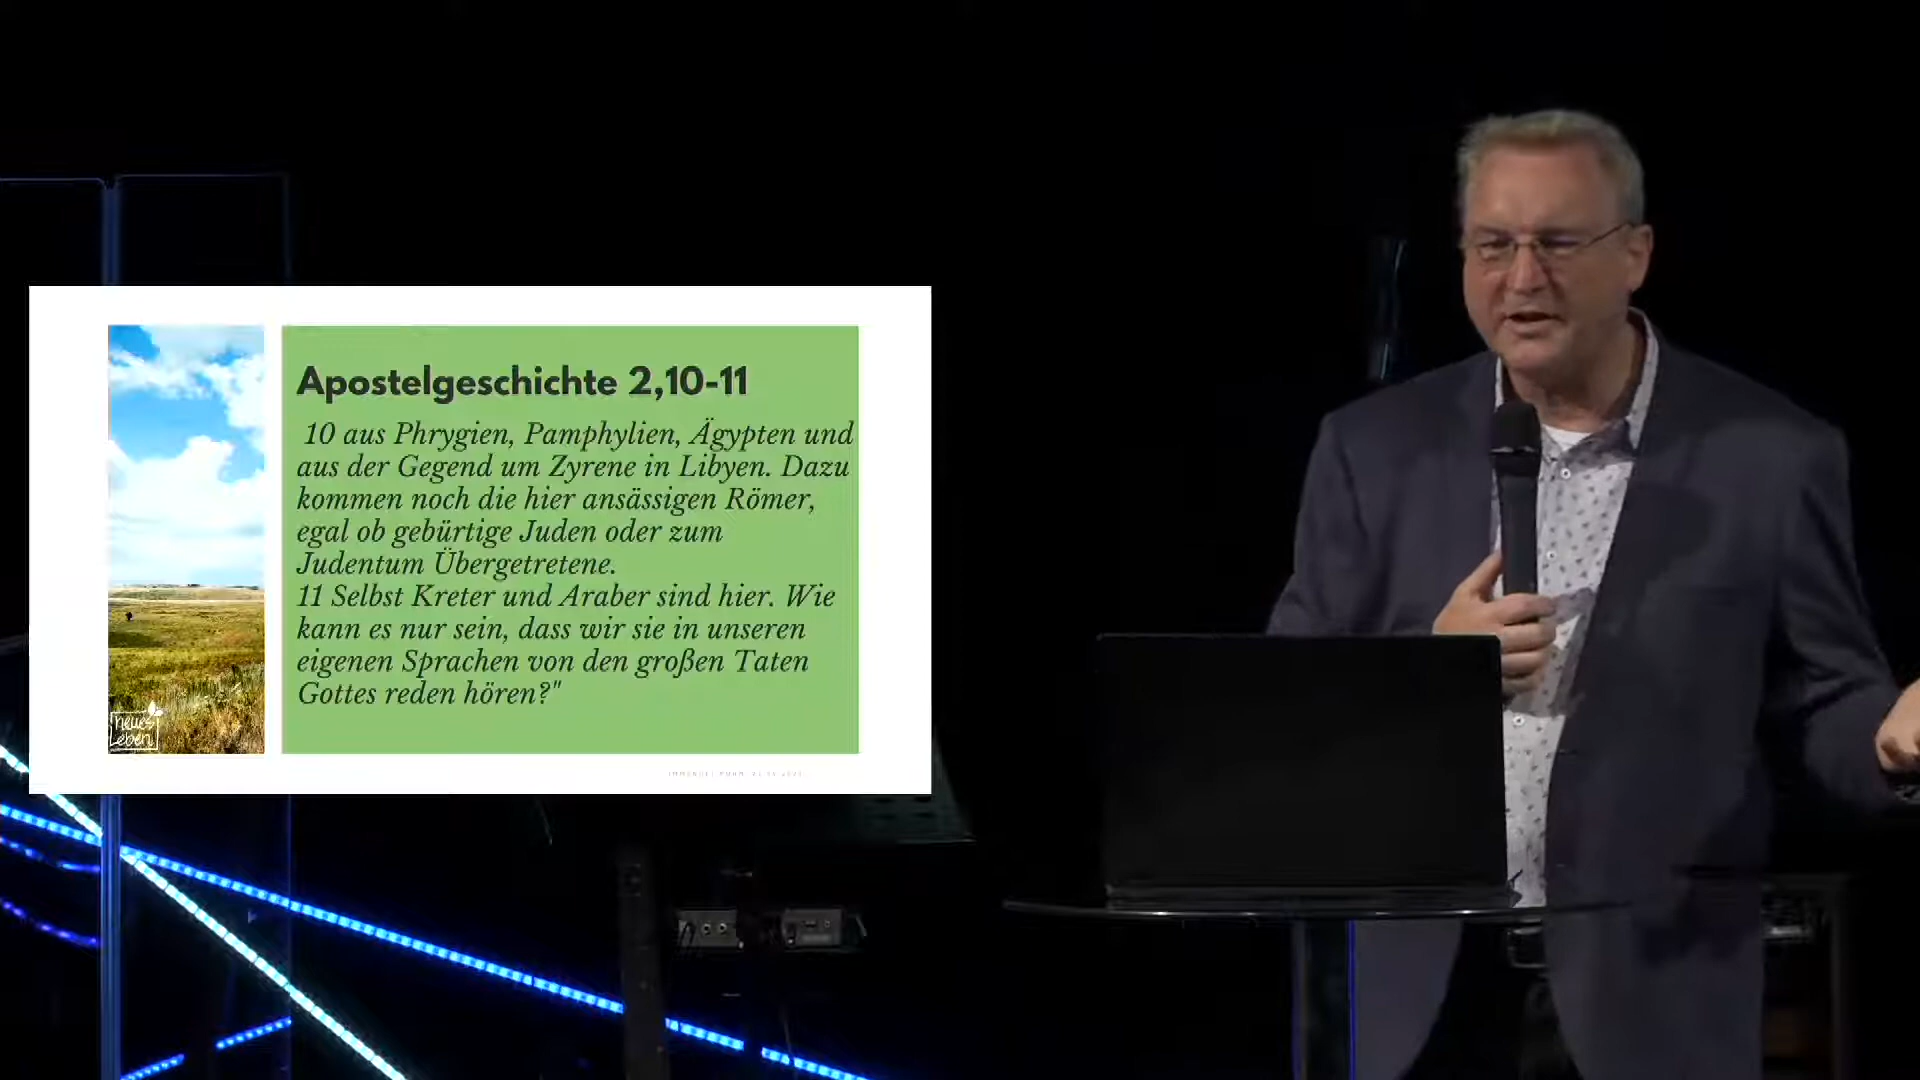 Apostelgeschichte 2,10-11
10 aus Phrygien, Pamphylien, Ägypten und
aus der Gegend um Zyrene in Libyen. Dazu
kommen noch die hier ansässigen Römer,
egal ob gebürtige Juden oder zum
Judentum Übergetretene.
11 Selbst Kreter und Araber sind hier. Wie
kann es nur sein, dass wir sie in unseren
eigenen Sprachen von den großen Taten
Gottes reden hören?"
neues
Leben